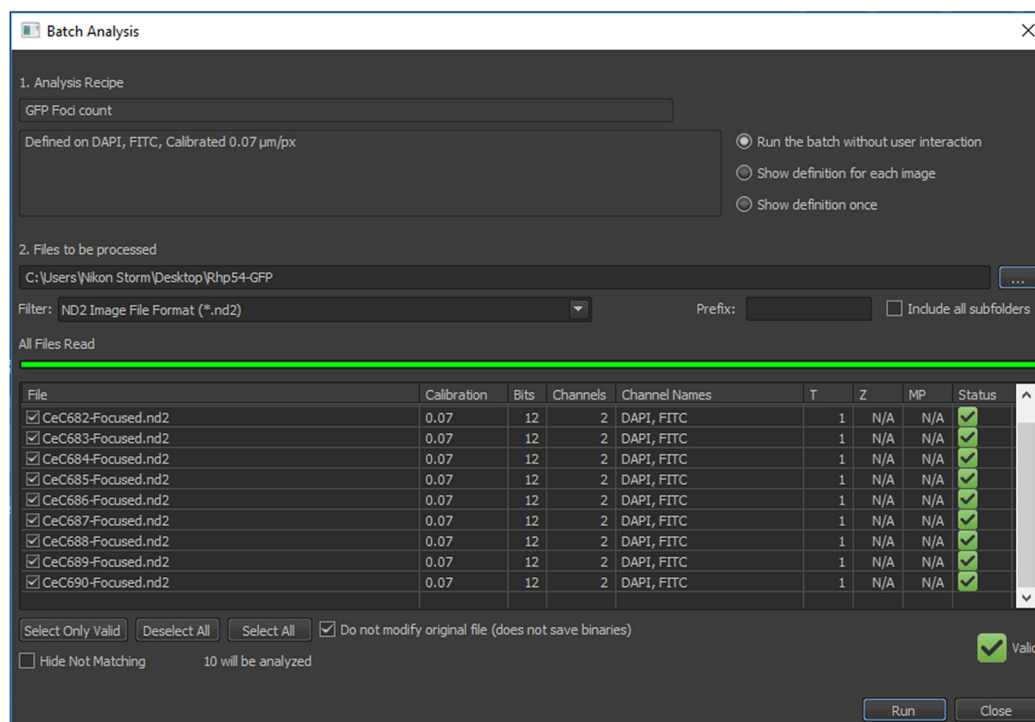 Batch Analysis
1. Analysis Recipe
GFP Foci count
Defined on DAPI, FITC, Calibrated 0.07 µm/px
Run the batch without user interaction
Show definition for each image
Show definition once
2. Files to be processed
C:\Users\Nikon Storm\Desktop\Rhp54-GFP
...
Filter: ND2 Image File Format (*.nd2) Prefix: Include all subfolders
All Files Read
File Calibration Bits Channels Channel Names T Z MP Status
CeC682-Focused.nd2 0.07 12 2 DAPI, FITC 1 N/A N/A
CeC683-Focused.nd2 0.07 12 2 DAPI, FITC 1 N/A N/A
CeC684-Focused.nd2 0.07 12 2 DAPI, FITC 1 N/A N/A
CeC685-Focused.nd2 0.07 12 2 DAPI, FITC 1 N/A N/A
CeC686-Focused.nd2 0.07 12 2 DAPI, FITC 1 N/A N/A
CeC687-Focused.nd2 0.07 12 2 DAPI, FITC 1 N/A N/A
CeC688-Focused.nd2 0.07 12 2 DAPI, FITC 1 N/A N/A
CeC689-Focused.nd2 0.07 12 2 DAPI, FITC 1 N/A N/A
CeC690-Focused.nd2 0.07 12 2 DAPI, FITC 1 N/A N/A
Select Only Valid Deselect All Select All Do not modify original file (does not save binaries)
Hide Not Matching 10 will be analyzed Valid
Run Close